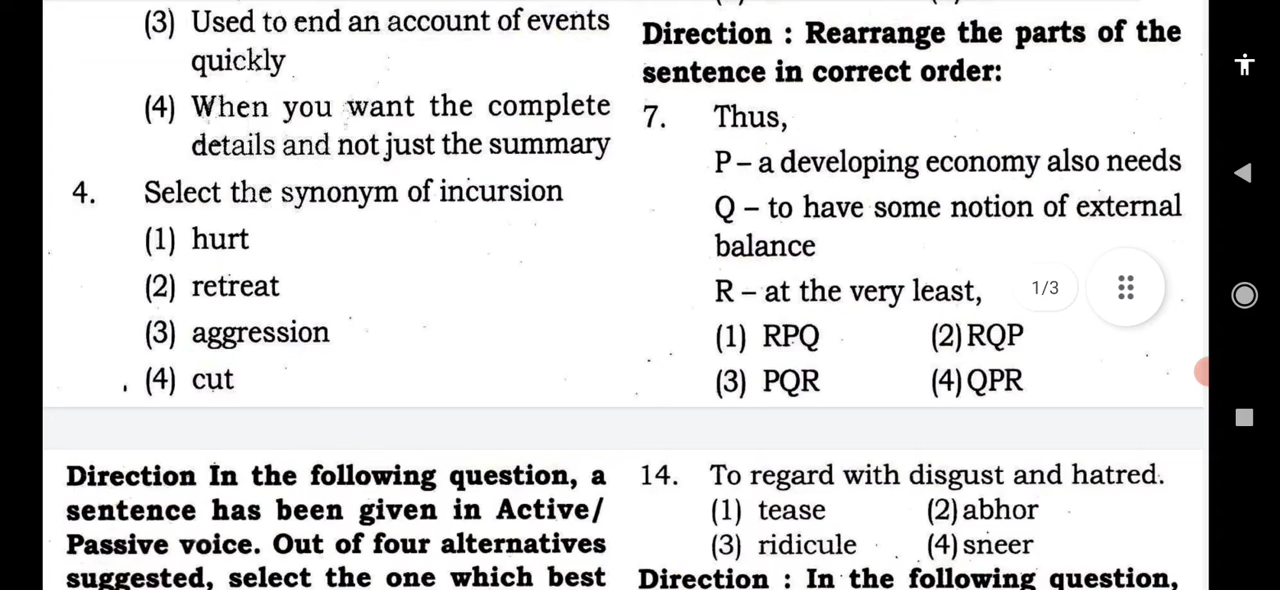 (3) Used to end an account of events
quickly
(4) When you want the complete
details and not just the summary
4. Select the synonym of incursion
(1) hurt
(2) retreat
(3) aggression
(4) cut
Direction : Rearrange the parts of the
sentence in correct order:
7. Thus,
P – a developing economy also needs
Q – to have some notion of external
balance
R – at the very least,
(1) RPQ (2) RQP
(3) PQR (4) QPR
1/3
Direction In the following question, a
sentence has been given in Active/
Passive voice. Out of four alternatives
suggested, select the one which best
14. To regard with disgust and hatred.
(1) tease (2) abhor
(3) ridicule (4) sneer
Direction : In the following question,